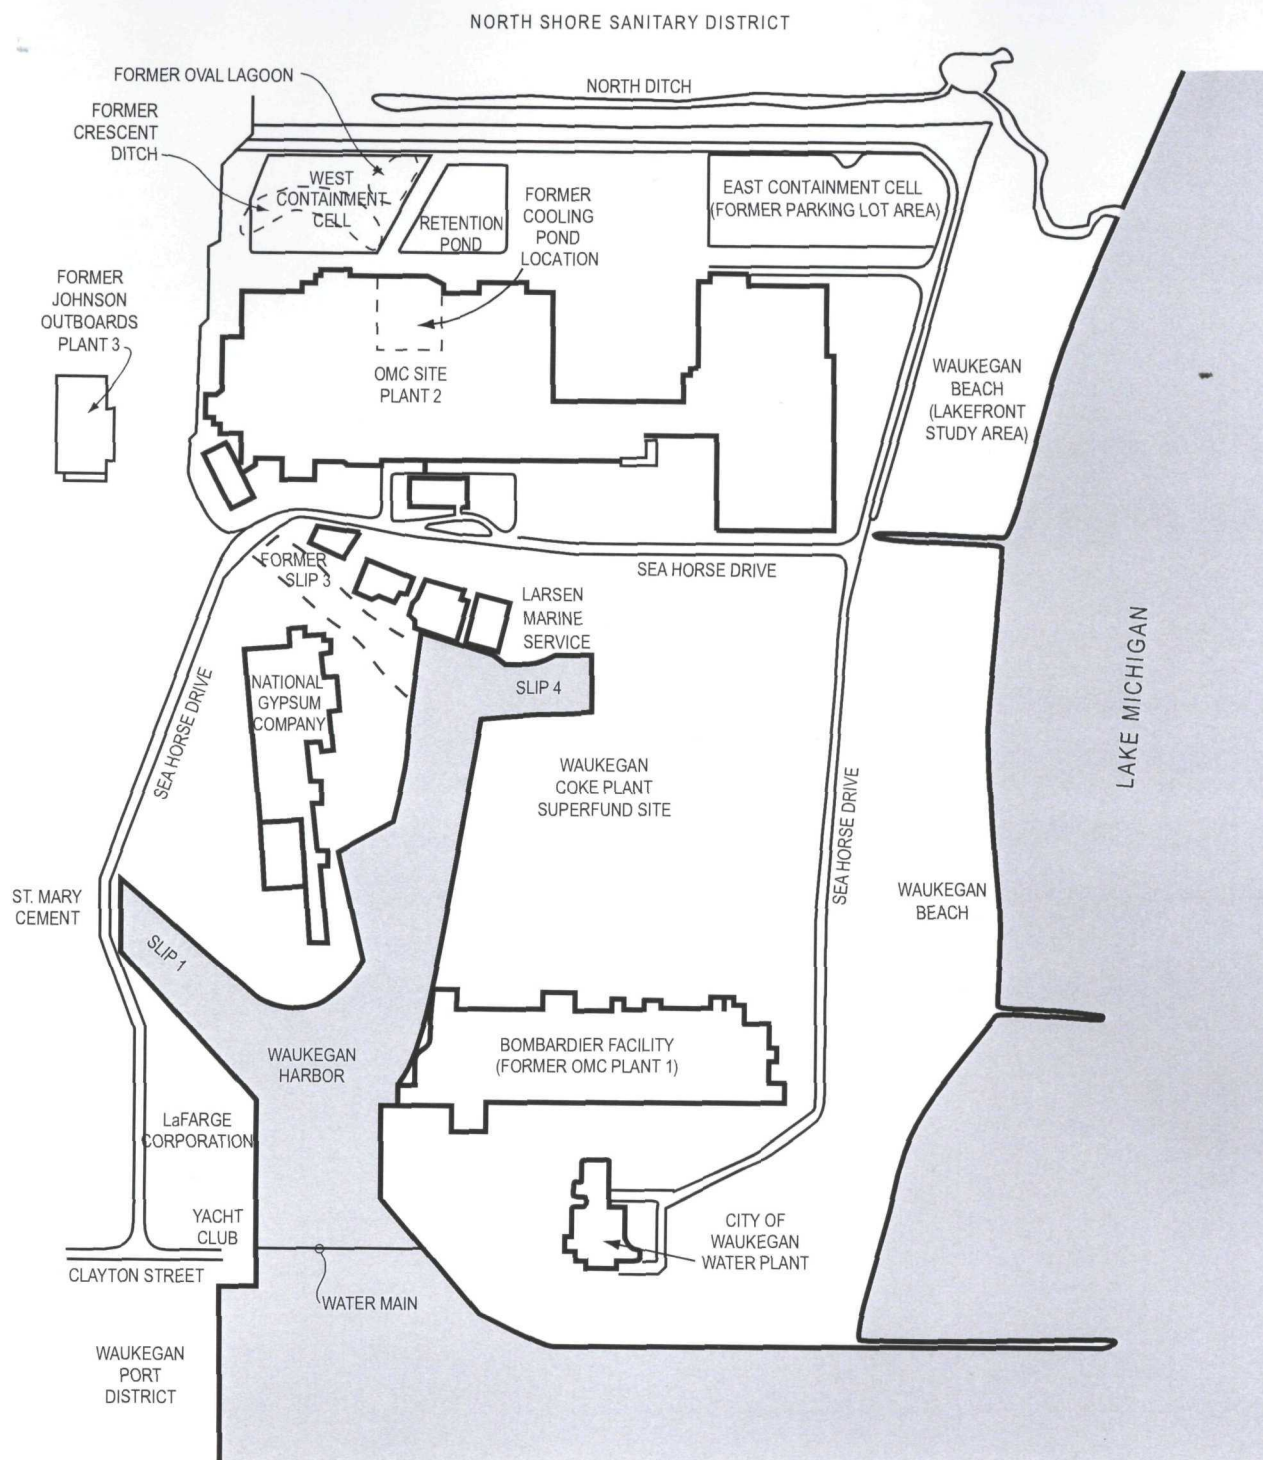 NORTH SHORE SANITARY DISTRICT
FORMER OVAL LAGOON
NORTH DITCH
FORMER
CRESCENT
DITCH
WEST
CONTAINMENT
CELL
RETENTION
POND
FORMER
COOLING
POND
LOCATION
EAST CONTAINMENT CELL
(FORMER PARKING LOT AREA)
FORMER
JOHNSON
OUTBOARDS
PLANT 3
OMC SITE
PLANT 2
WAUKEGAN
BEACH
(LAKEFRONT
STUDY AREA)
FORMER
SLIP 3
SEA HORSE DRIVE
LARSEN
MARINE
SERVICE
SLIP 4
NATIONAL
GYPSUM
COMPANY
SEA HORSE DRIVE
LAKE MICHIGAN
WAUKEGAN
COKE PLANT
SUPERFUND SITE
SEA HORSE DRIVE
ST. MARY
CEMENT
SLIP 1
WAUKEGAN
BEACH
WAUKEGAN
HARBOR
BOMBARDIER FACILITY
(FORMER OMC PLANT 1)
LaFARGE
CORPORATION
YACHT
CLUB
CITY OF
WAUKEGAN
WATER PLANT
CLAYTON STREET
WATER MAIN
WAUKEGAN
PORT
DISTRICT